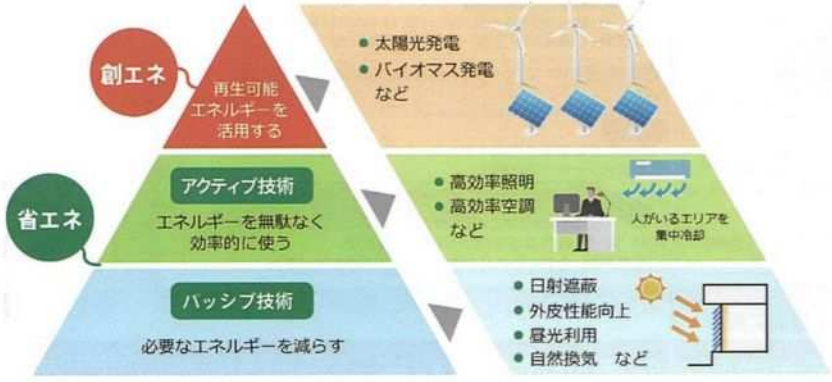 創エネ
再生可能
エネルギーを
活用する
● 太陽光発電
● バイオマス発電
など
省エネ
アクティブ技術
エネルギーを無駄なく
効率的に使う
● 高効率照明
● 高効率空調
など
人がいるエリアを
集中冷却
パッシブ技術
必要なエネルギーを減らす
● 日射遮蔽
● 外皮性能向上
● 昼光利用
● 自然換気 など